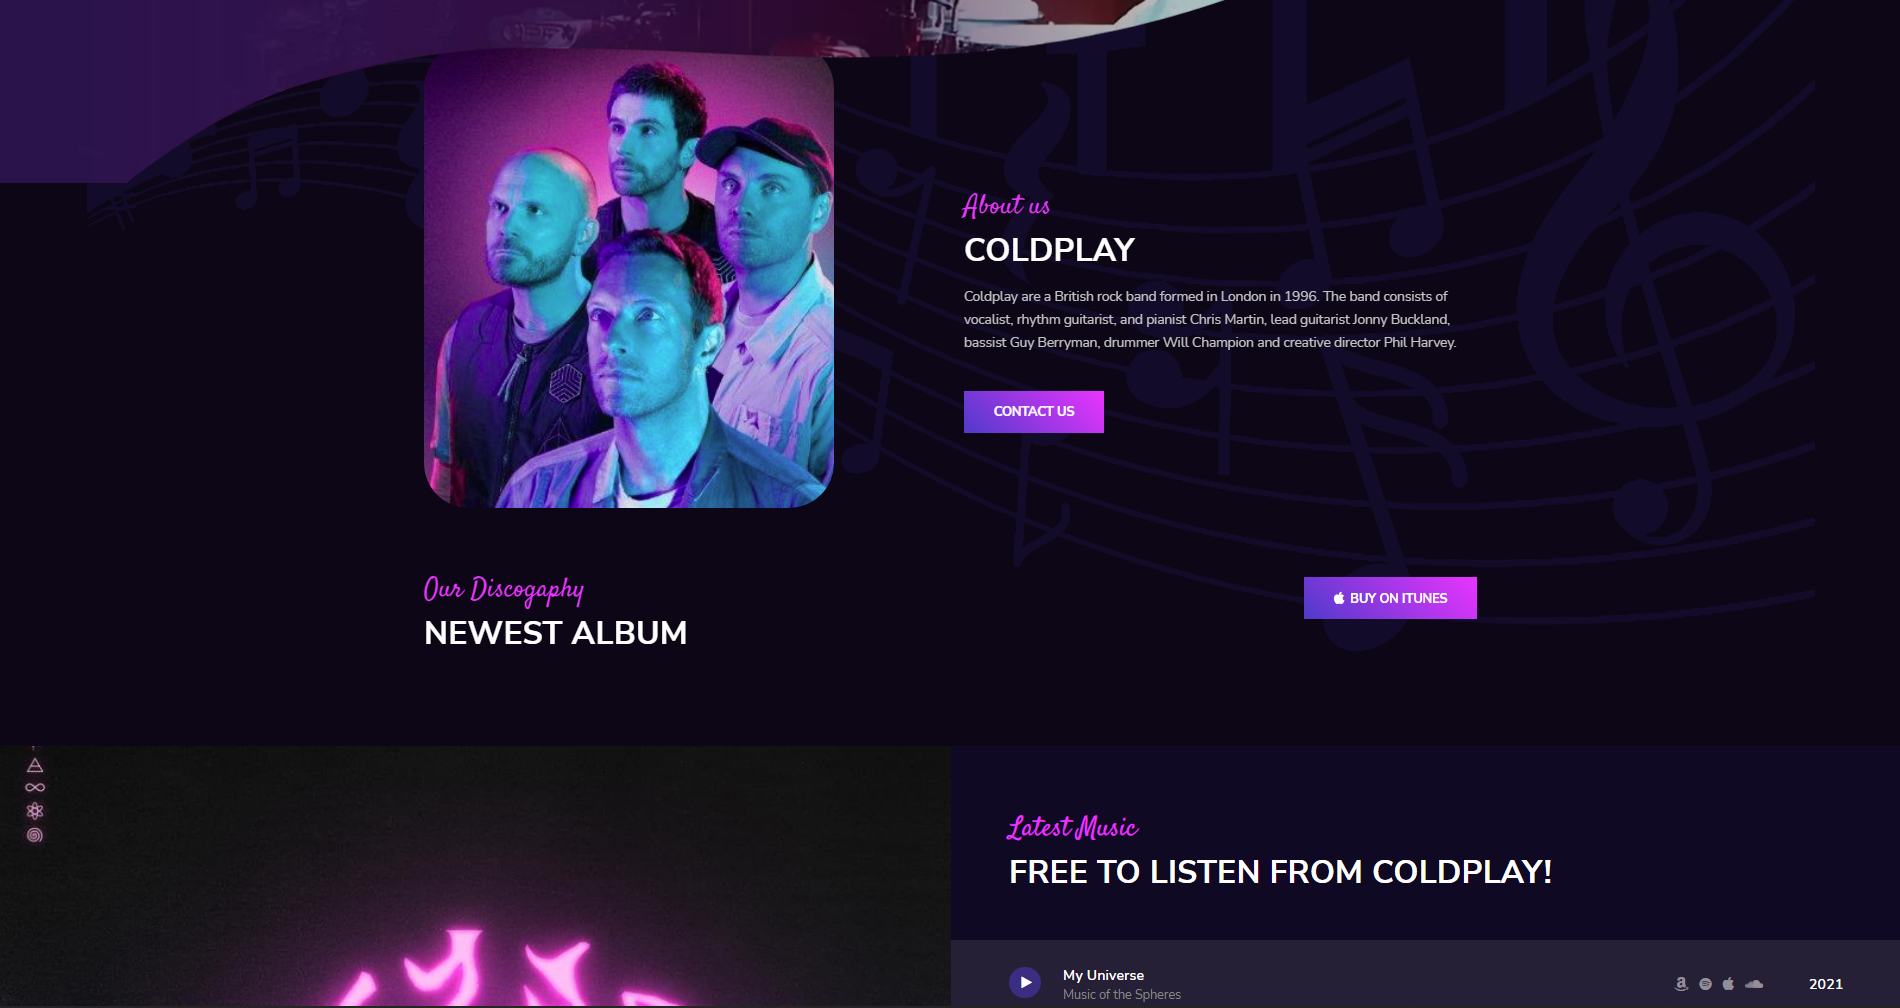 About us
COLDPLAY
Coldplay are a British rock band formed in London in 1996. The band consists of
vocalist, rhythm guitarist, and pianist Chris Martin, lead guitarist Jonny Buckland,
bassist Guy Berryman, drummer Will Champion and creative director Phil Harvey.
CONTACT US
Our Discogaphy
NEWEST ALBUM
BUY ON ITUNES
Latest Music
FREE TO LISTEN FROM COLDPLAY!
My Universe
Music of the Spheres
2021